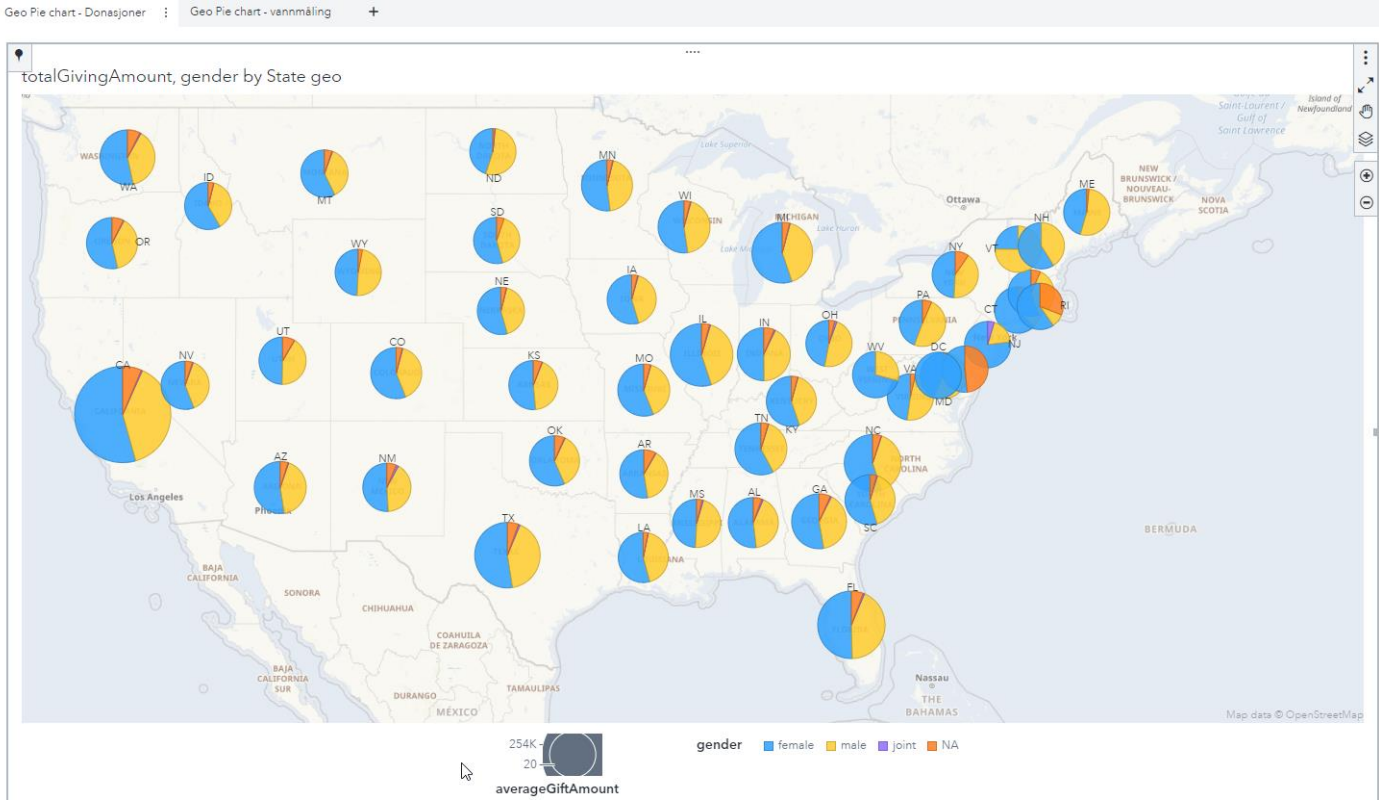 Geo Pie chart - Donasjoner
Geo Pie chart - vannmåling
totalGivingAmount, gender by State geo
Island of
Newfoundland
Saint-Laurent /
Gulf of
Saint Lawrence
Lake Superior
NEW
BRUNSWICK /
NOUVEAU-
BRUNSWICK
NOVA
SCOTIA
Ottawa
WA
ID
MT
ND
MN
WI
MI
ME
NH
VT
OR
SD
WY
NY
Lake Huron
NE
IA
PA
CT
RI
NJ
UT
CO
NV
CA
KS
MO
IL
IN
OH
WV
DC
VA
MD
KY
TN
NC
NORTH
CAROLINA
OK
AR
AZ
NM
MS
AL
GA
SC
TX
LA
FL
Los Angeles
BERMUDA
BAJA
CALIFORNIA
SONORA
CHIHUAHUA
COAHUILA
DE ZARAGOZA
BAJA
CALIFORNIA
SUR
DURANGO
TAMAULIPAS
MÉXICO
Nassau
THE
BAHAMAS
Map data © OpenStreetMap
254K
20
averageGiftAmount
gender female male joint NA